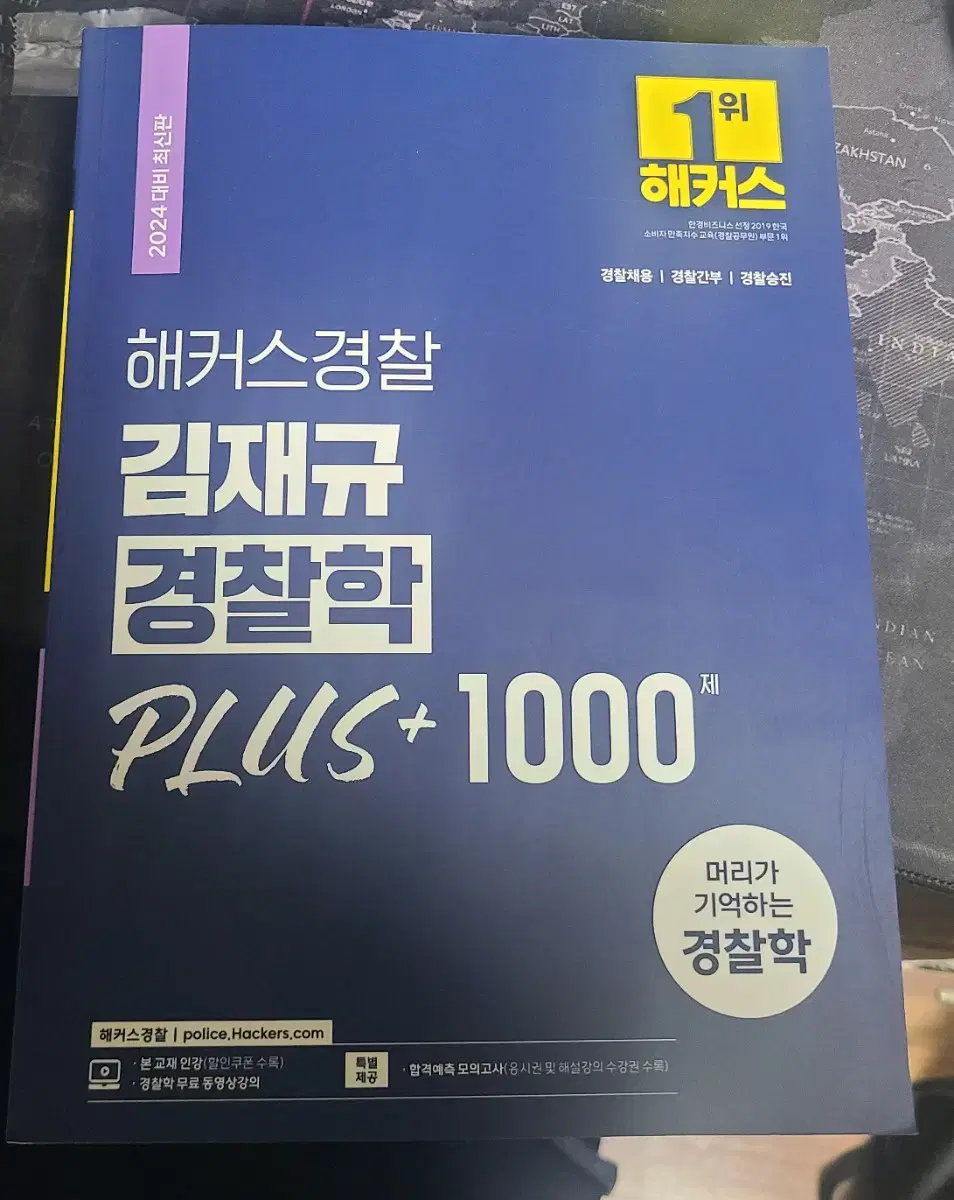 2024 대비 최신판
1위
해커스
한경비즈니스 선정 2019 한국
소비자만족지수 교육(경찰공무원) 부문 1위
경찰채용 | 경찰간부 | 경찰승진
해커스경찰
김재규
경찰학
PLUS+ 1000제
머리가
기억하는
경찰학
해커스경찰 | police.Hackers.com
· 본 교재 인강(할인쿠폰 수록)
· 경찰학 무료 동영상강의
특별
제공
· 합격예측 모의고사(응시권 및 해설강의 수강권 수록)
ZAKHSTAN
INDIA
NDIAN
EAN